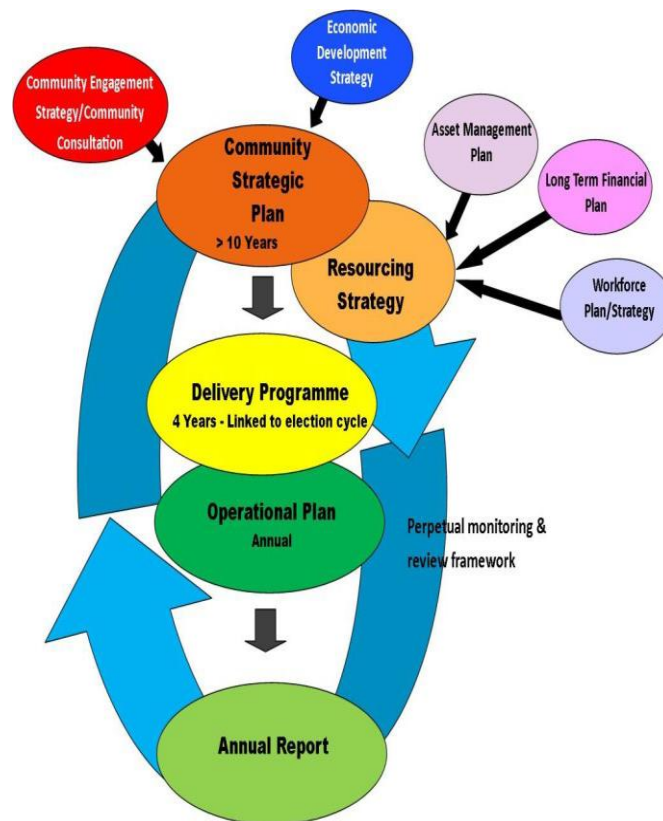 Economic
Development
Strategy
Community Engagement
Strategy/Community
Consultation
Asset Management
Plan
Community
Strategic
Plan
> 10 Years
Long Term Financial
Plan
Resourcing
Strategy
Workforce
Plan/Strategy
Delivery Programme
4 Years - Linked to election cycle
Operational Plan
Annual
Perpetual monitoring &
review framework
Annual Report